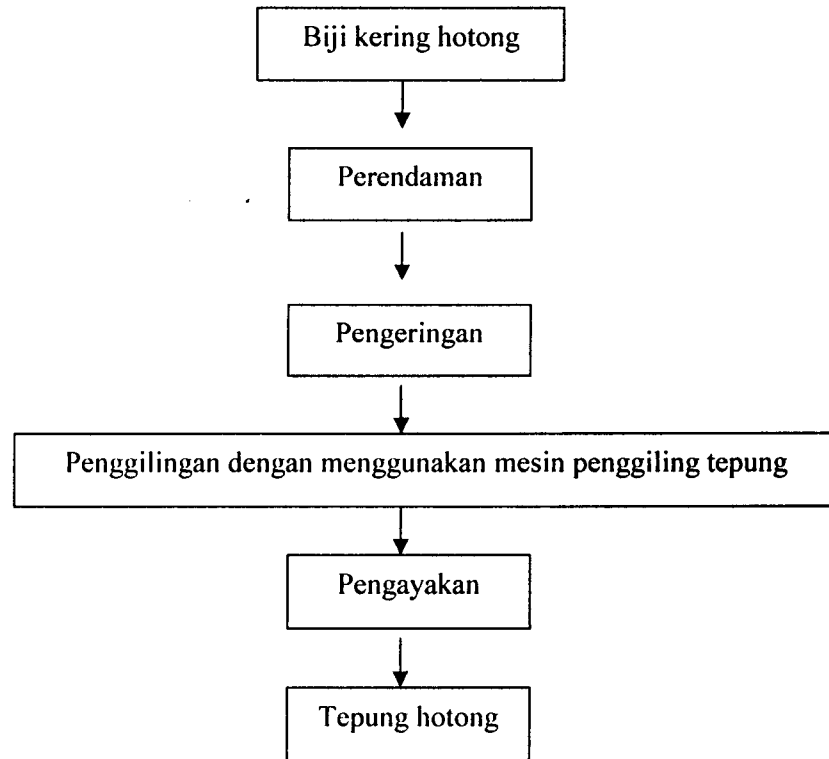 Biji kering hotong
Perendaman
Pengeringan
Penggilingan dengan menggunakan mesin penggiling tepung
Pengayakan
Tepung hotong